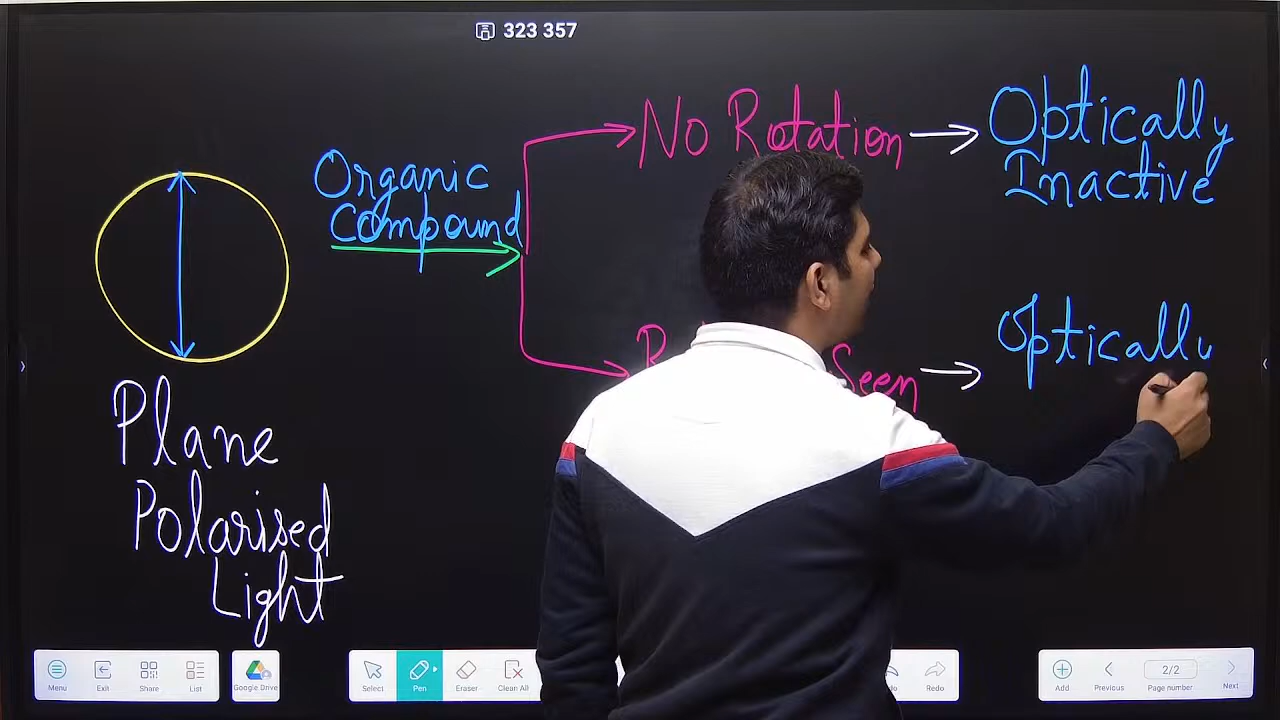 323 357
No Rotation
Optically
Inactive
Organic
Compound
Seen
Optically
Plane
Polarised
Light
Menu
Exit
Share
List
Google Drive
Select
Pen
Eraser
Clean All
Redo
Add
Previous
2/2
Page number
Next